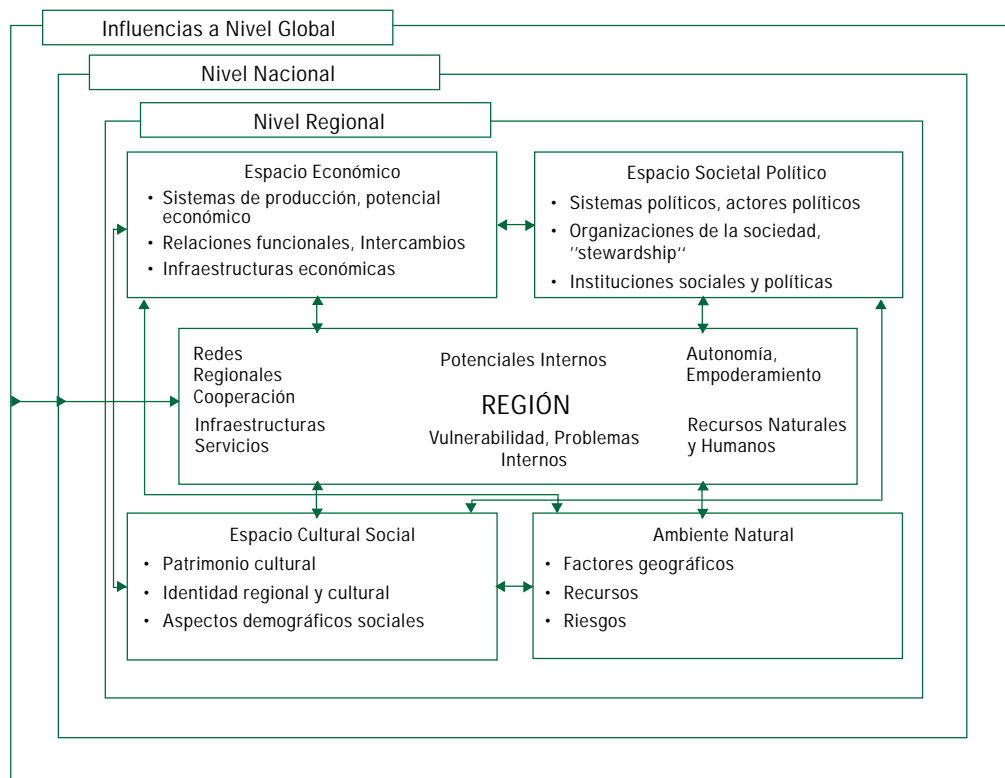 Influencias a Nivel Global
Nivel Nacional
Nivel Regional
Espacio Económico
• Sistemas de producción, potencial
económico
• Relaciones funcionales, Intercambios
• Infraestructuras económicas
Espacio Societal Político
• Sistemas políticos, actores políticos
• Organizaciones de la sociedad,
"stewardship“
• Instituciones sociales y políticas
Redes
Regionales
Cooperación
Infraestructuras
Servicios
Potenciales Internos
REGIÓN
Vulnerabilidad, Problemas
Internos
Autonomía,
Empoderamiento
Recursos Naturales
y Humanos
Espacio Cultural Social
• Patrimonio cultural
• Identidad regional y cultural
• Aspectos demográficos sociales
Ambiente Natural
• Factores geográficos
• Recursos
• Riesgos